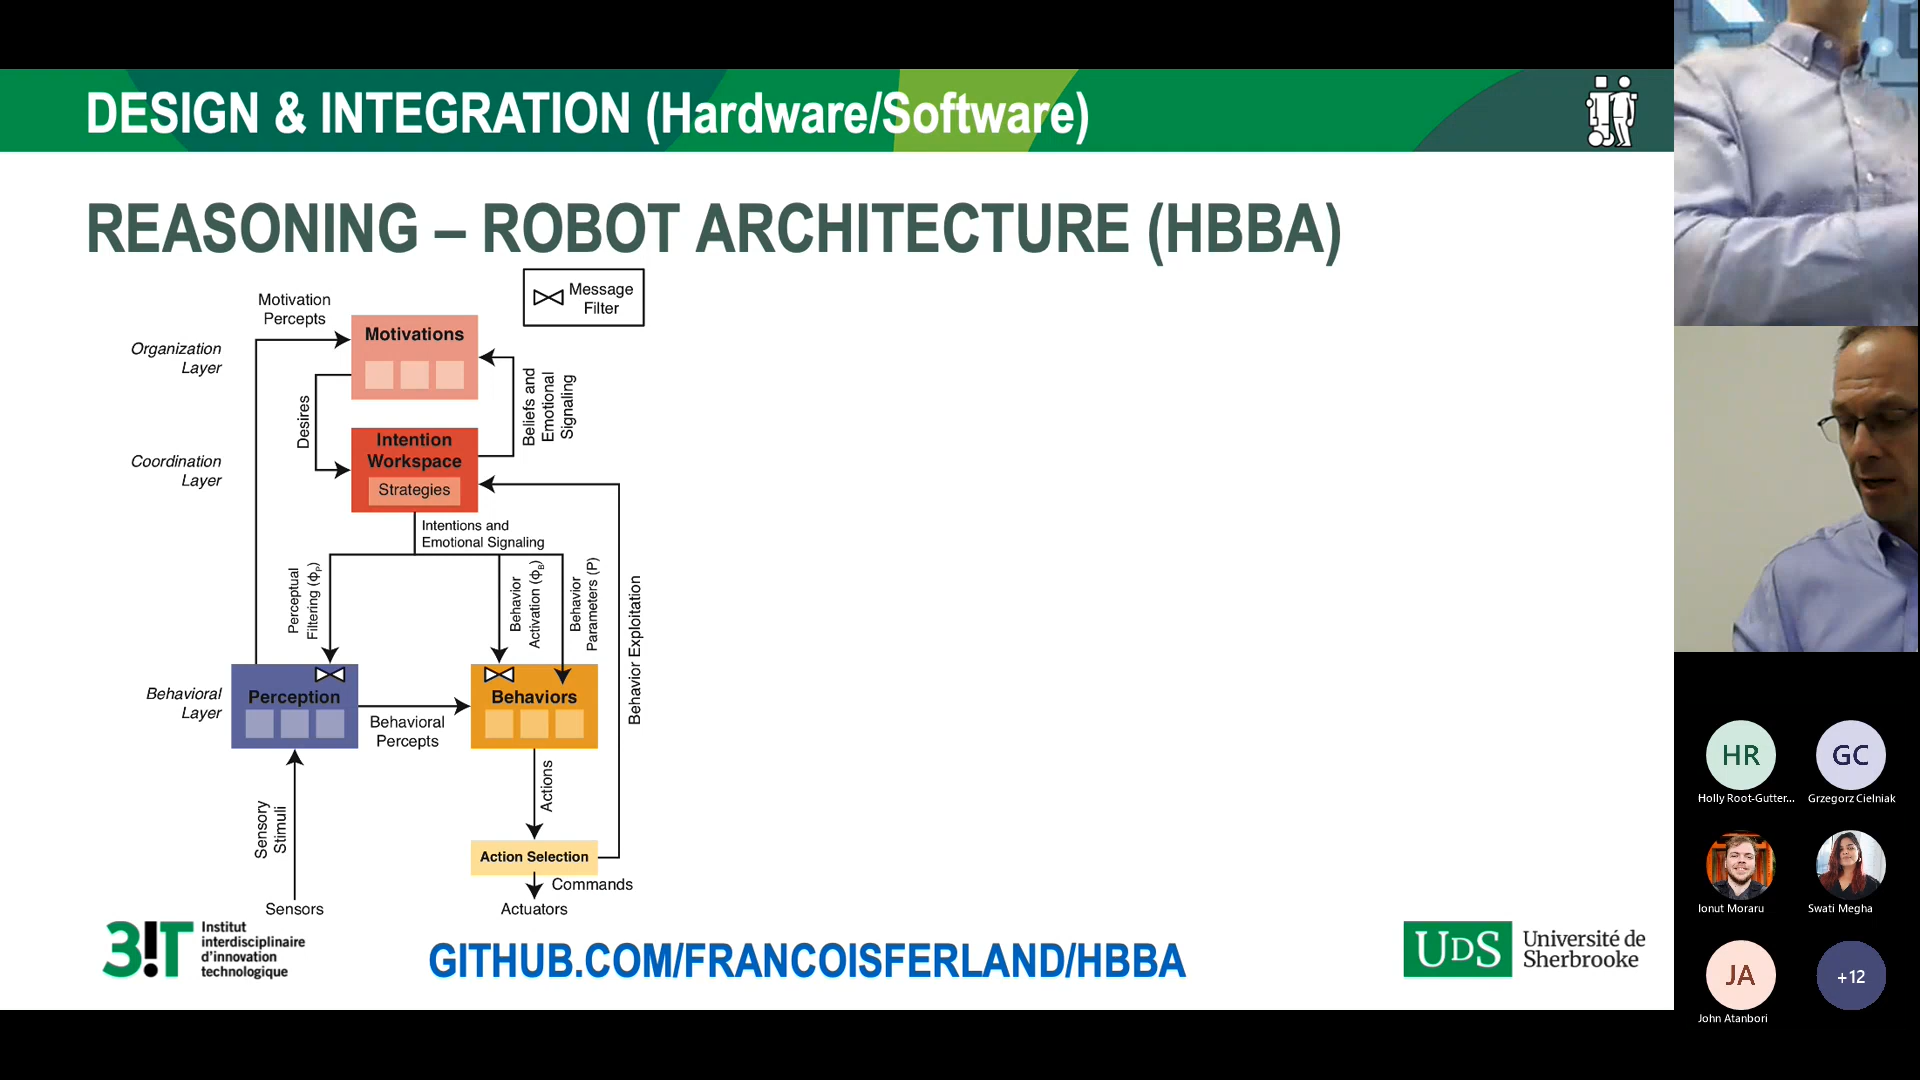 DESIGN & INTEGRATION (Hardware/Software)
REASONING – ROBOT ARCHITECTURE (HBBA)
Message
Filter
Motivation
Percepts
Organization
Layer
Motivations
Desires
Beliefs and
Emotional
Signaling
Coordination
Layer
Intention
Workspace
Strategies
Intentions and
Emotional Signaling
Perceptual
Filtering (ϕP)
Behavior
Activation (ϕB)
Behavior
Parameters (P)
Behavior Exploitation
Behavioral
Layer
Perception
Behavioral
Percepts
Behaviors
Sensory
Stimuli
Actions
Action Selection
Commands
Sensors
Actuators
3!T
Institut
interdisciplinaire
d'innovation
technologique
GITHUB.COM/FRANCOISFERLAND/HBBA
UDS
Université de
Sherbrooke
HR
Holly Root-Gutter...
GC
Grzegorz Cielniak
Ionut Moraru
Swati Megha
JA
John Atanbori
+12